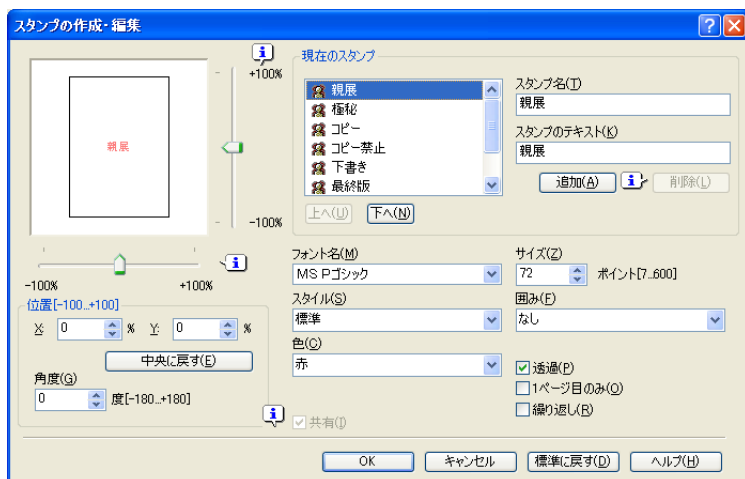 スタンプの作成・編集
親展
+100%
-100%
-100%
+100%
位置[-100...+100]
X: 0 % Y: 0 %
中央に戻す(E)
角度(G)
0 度[-180...+180]
現在のスタンプ
親展
極秘
コピー
コピー禁止
下書き
最終版
上へ(U) 下へ(N)
スタンプ名(T)
親展
スタンプのテキスト(K)
親展
追加(A) 削除(L)
フォント名(M)
MS Pゴシック
スタイル(S)
標準
色(C)
赤
共有(I)
サイズ(Z)
72 ポイント[7...600]
囲み(F)
なし
透過(P)
1ページ目のみ(O)
繰り返し(R)
OK キャンセル 標準に戻す(D) ヘルプ(H)